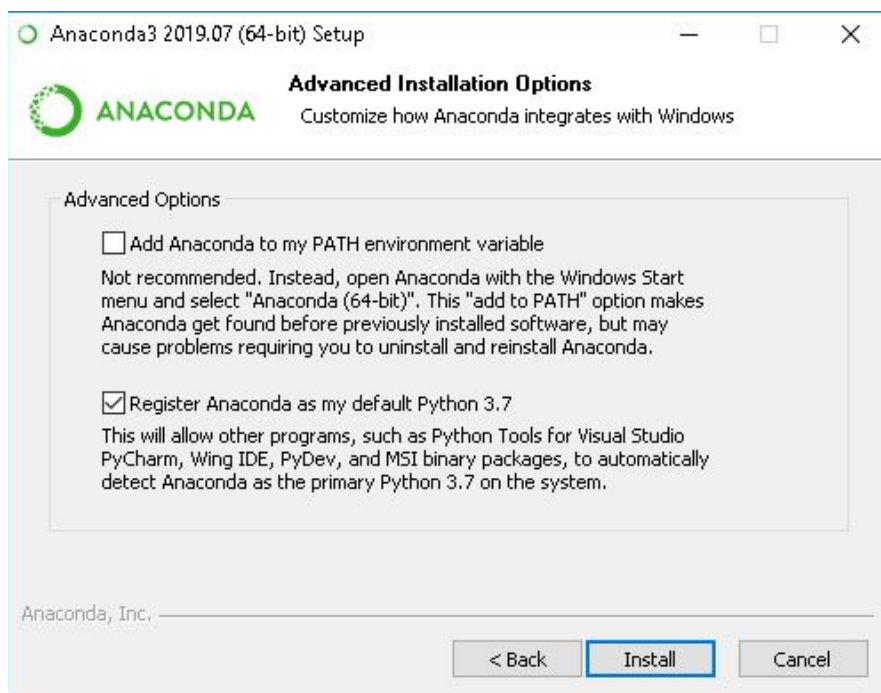 Anaconda3 2019.07 (64-bit) Setup
ANACONDA
Advanced Installation Options
Customize how Anaconda integrates with Windows
Advanced Options
Add Anaconda to my PATH environment variable
Not recommended. Instead, open Anaconda with the Windows Start
menu and select "Anaconda (64-bit)". This "add to PATH" option makes
Anaconda get found before previously installed software, but may
cause problems requiring you to uninstall and reinstall Anaconda.
Register Anaconda as my default Python 3.7
This will allow other programs, such as Python Tools for Visual Studio
PyCharm, Wing IDE, PyDev, and MSI binary packages, to automatically
detect Anaconda as the primary Python 3.7 on the system.
Anaconda, Inc.
< Back Install Cancel